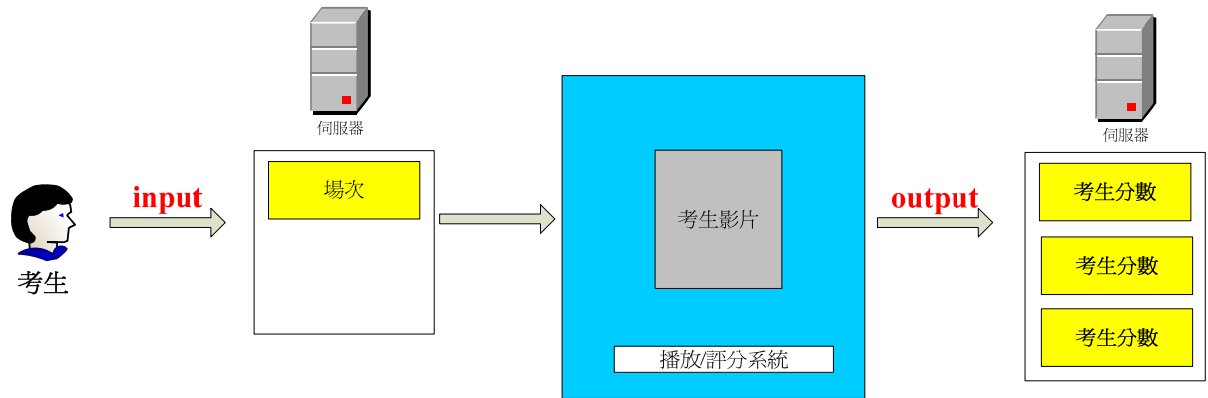 考生
input
伺服器
場次
考生影片
播放/評分系統
output
伺服器
考生分數
考生分數
考生分數